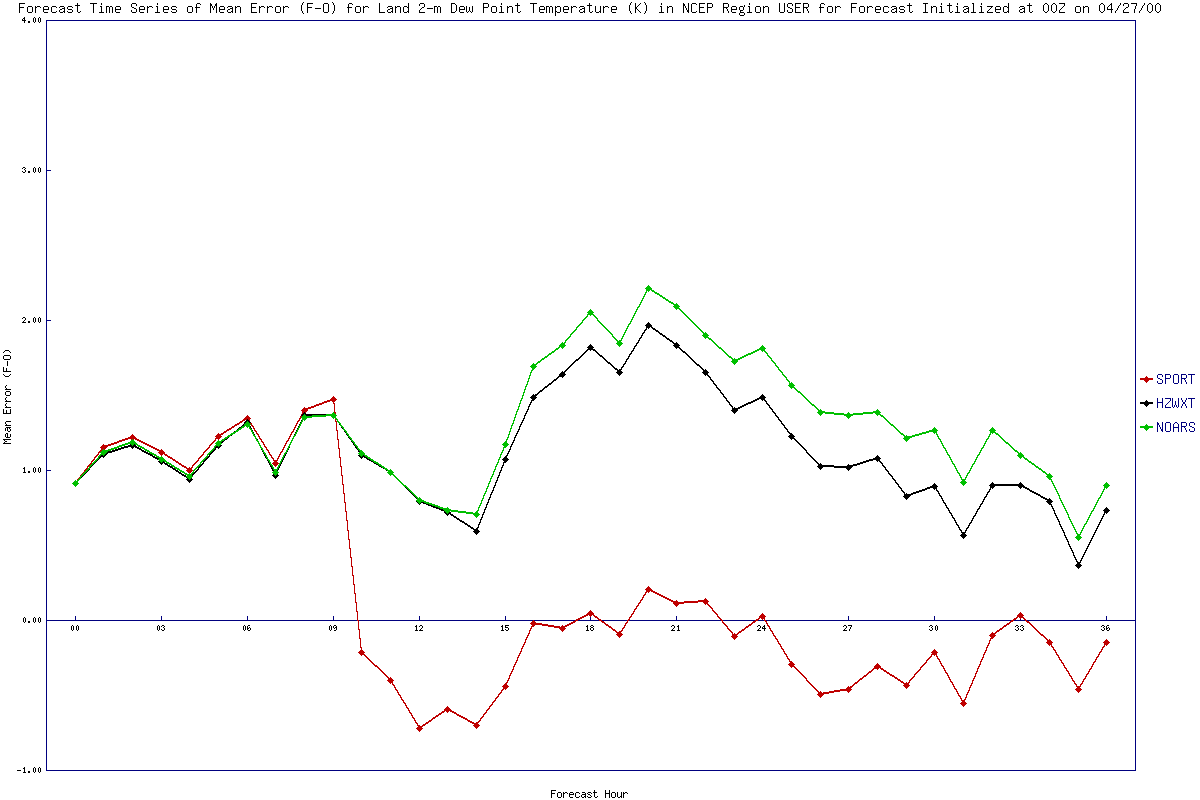 Forecast Time Series of Mean Error (F-O) for Land 2-m Dew Point Temperature (K) in NCEP Region USER for Forecast Initialized at 00Z on 04/27/00
4.00
3.00
2.00
1.00
0.00
-1.00
Mean Error (F-O)
00 03 06 09 12 15 18 21 24 27 30 33 36
Forecast Hour
SPORT
HZWXT
NOARS